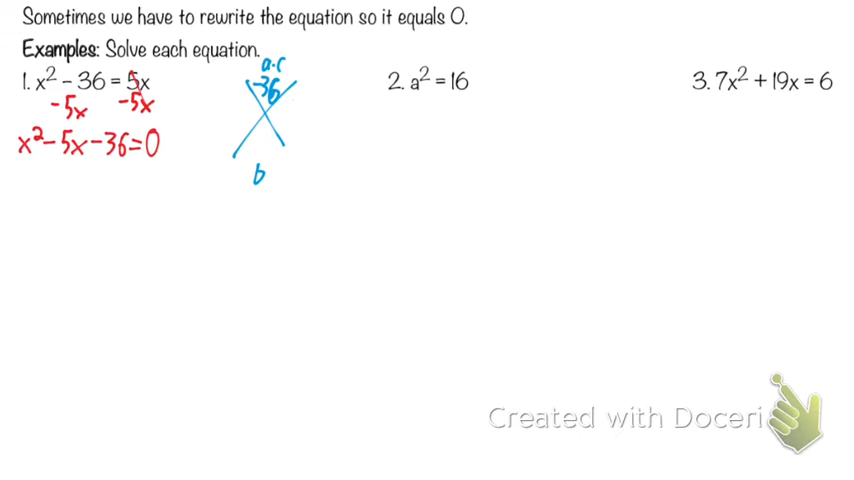 Sometimes we have to rewrite the equation so it equals 0.
Examples: Solve each equation.
1. x² – 36 = 5x
-5x -5x
x² - 5x - 36 = 0
a·c
-36
b
2. a² = 16
3. 7x² + 19x = 6
Created with Doceri